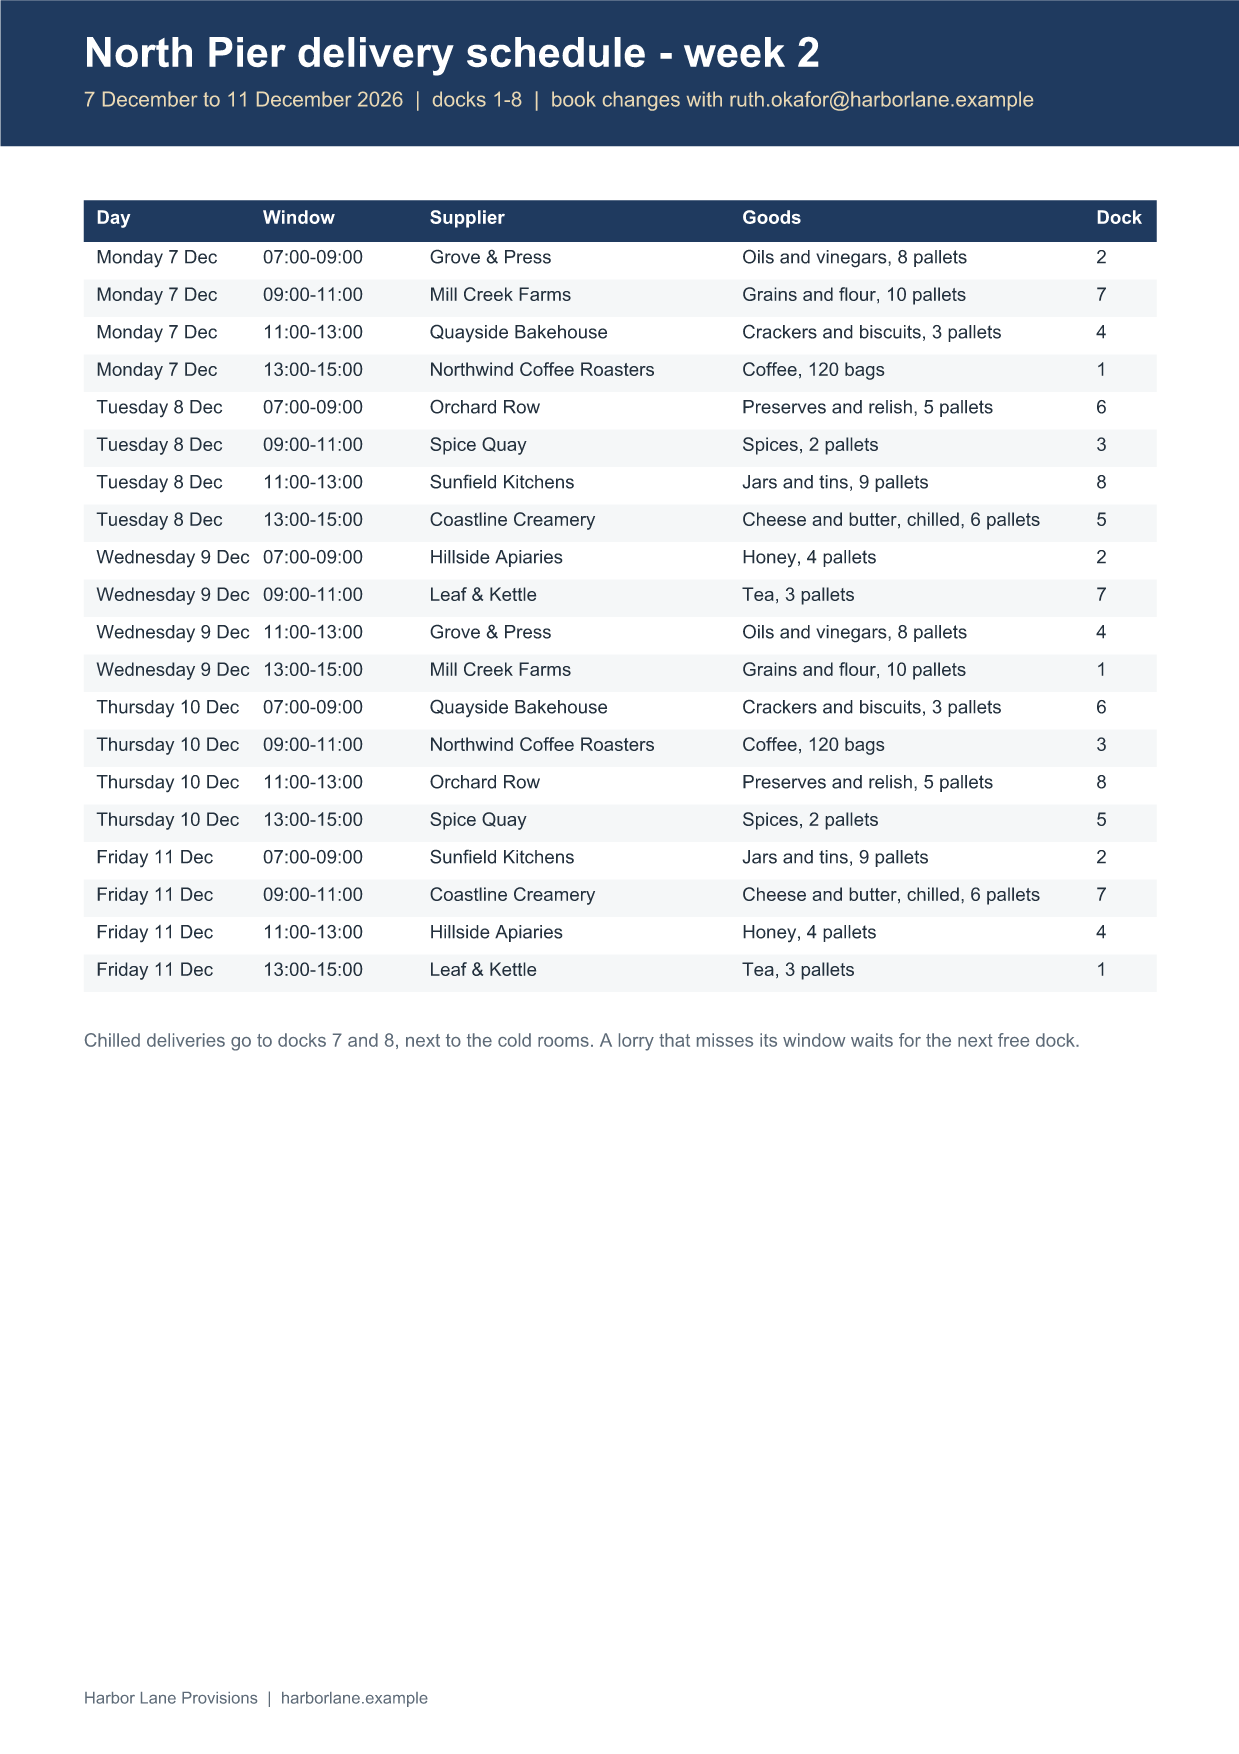 North Pier delivery schedule - week 2
7 December to 11 December 2026 | docks 1-8 | book changes with ruth.okafor@harborlane.example
Day Window Supplier Goods Dock
Monday 7 Dec 07:00-09:00 Grove & Press Oils and vinegars, 8 pallets 2
Monday 7 Dec 09:00-11:00 Mill Creek Farms Grains and flour, 10 pallets 7
Monday 7 Dec 11:00-13:00 Quayside Bakehouse Crackers and biscuits, 3 pallets 4
Monday 7 Dec 13:00-15:00 Northwind Coffee Roasters Coffee, 120 bags 1
Tuesday 8 Dec 07:00-09:00 Orchard Row Preserves and relish, 5 pallets 6
Tuesday 8 Dec 09:00-11:00 Spice Quay Spices, 2 pallets 3
Tuesday 8 Dec 11:00-13:00 Sunfield Kitchens Jars and tins, 9 pallets 8
Tuesday 8 Dec 13:00-15:00 Coastline Creamery Cheese and butter, chilled, 6 pallets 5
Wednesday 9 Dec 07:00-09:00 Hillside Apiaries Honey, 4 pallets 2
Wednesday 9 Dec 09:00-11:00 Leaf & Kettle Tea, 3 pallets 7
Wednesday 9 Dec 11:00-13:00 Grove & Press Oils and vinegars, 8 pallets 4
Wednesday 9 Dec 13:00-15:00 Mill Creek Farms Grains and flour, 10 pallets 1
Thursday 10 Dec 07:00-09:00 Quayside Bakehouse Crackers and biscuits, 3 pallets 6
Thursday 10 Dec 09:00-11:00 Northwind Coffee Roasters Coffee, 120 bags 3
Thursday 10 Dec 11:00-13:00 Orchard Row Preserves and relish, 5 pallets 8
Thursday 10 Dec 13:00-15:00 Spice Quay Spices, 2 pallets 5
Friday 11 Dec 07:00-09:00 Sunfield Kitchens Jars and tins, 9 pallets 2
Friday 11 Dec 09:00-11:00 Coastline Creamery Cheese and butter, chilled, 6 pallets 7
Friday 11 Dec 11:00-13:00 Hillside Apiaries Honey, 4 pallets 4
Friday 11 Dec 13:00-15:00 Leaf & Kettle Tea, 3 pallets 1
Chilled deliveries go to docks 7 and 8, next to the cold rooms. A lorry that misses its window waits for the next free dock.
Harbor Lane Provisions | harborlane.example